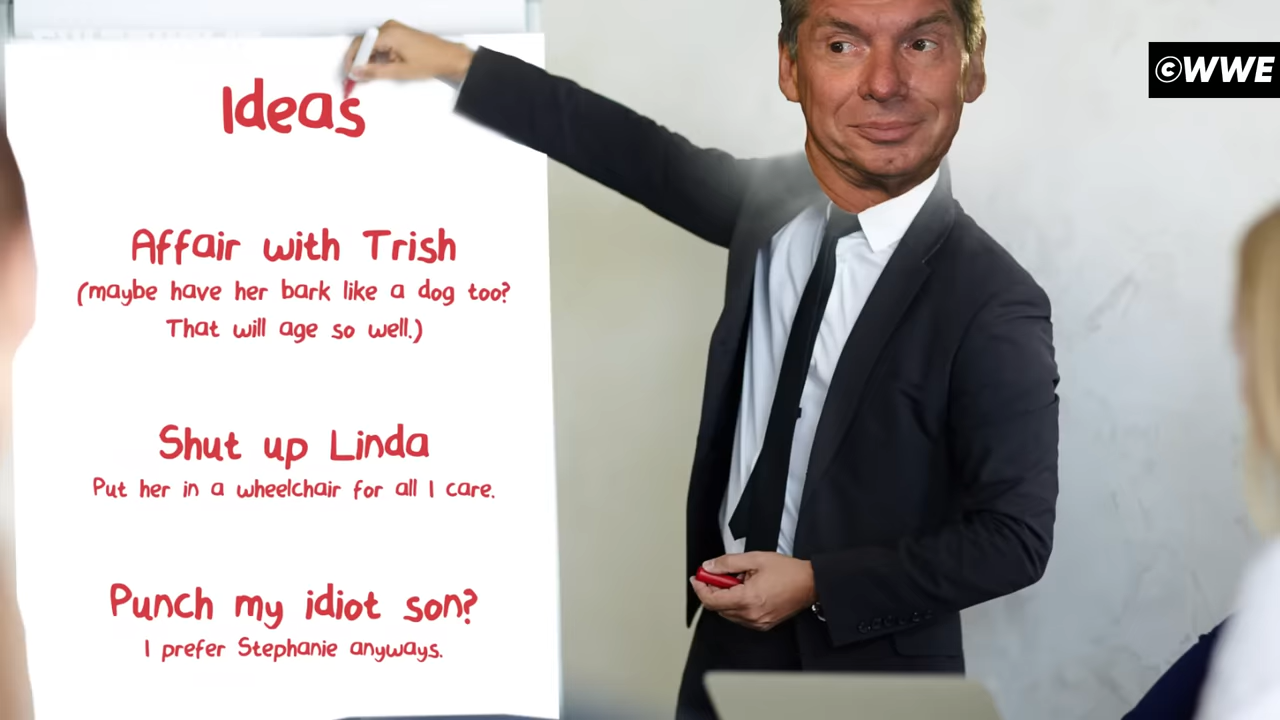 Ideas
Affair with Trish
(maybe have her bark like a dog too?
That will age so well.)
Shut up Linda
Put her in a wheelchair for all I care.
Punch my idiot son?
I prefer Stephanie anyways.
©WWE